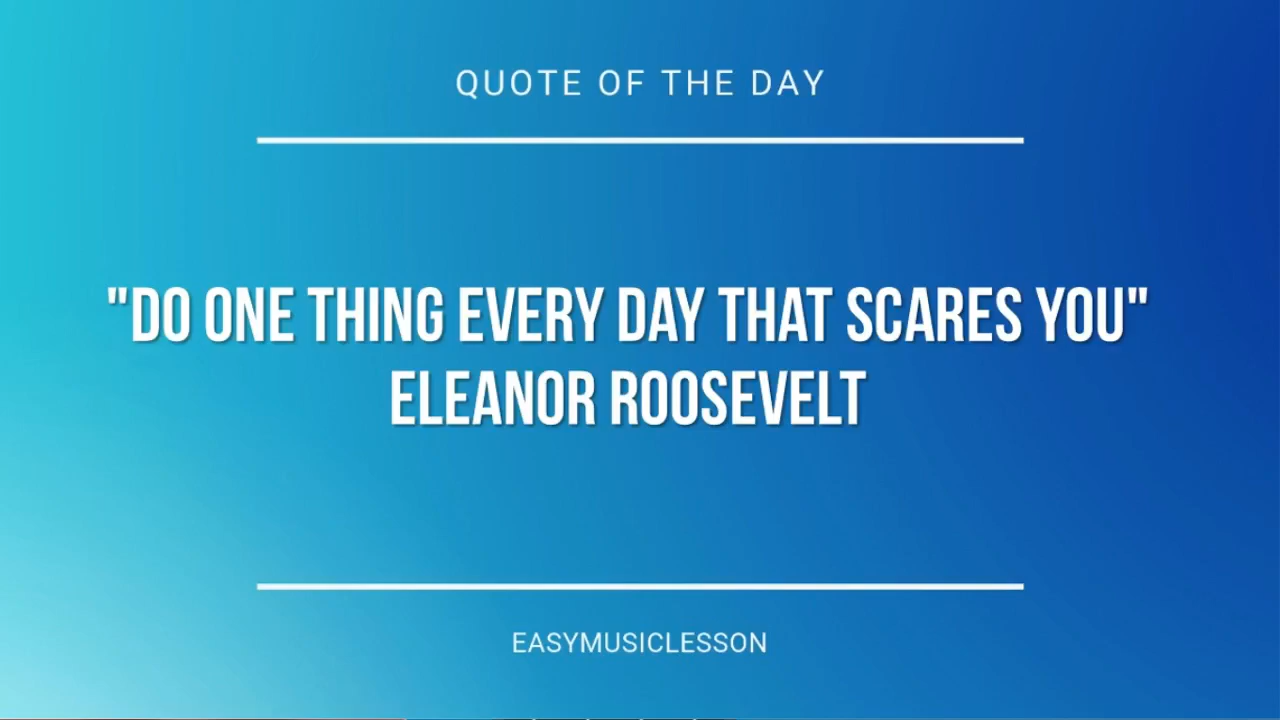 QUOTE OF THE DAY
"DO ONE THING EVERY DAY THAT SCARES YOU"
ELEANOR ROOSEVELT
EASYMUSICLESSON